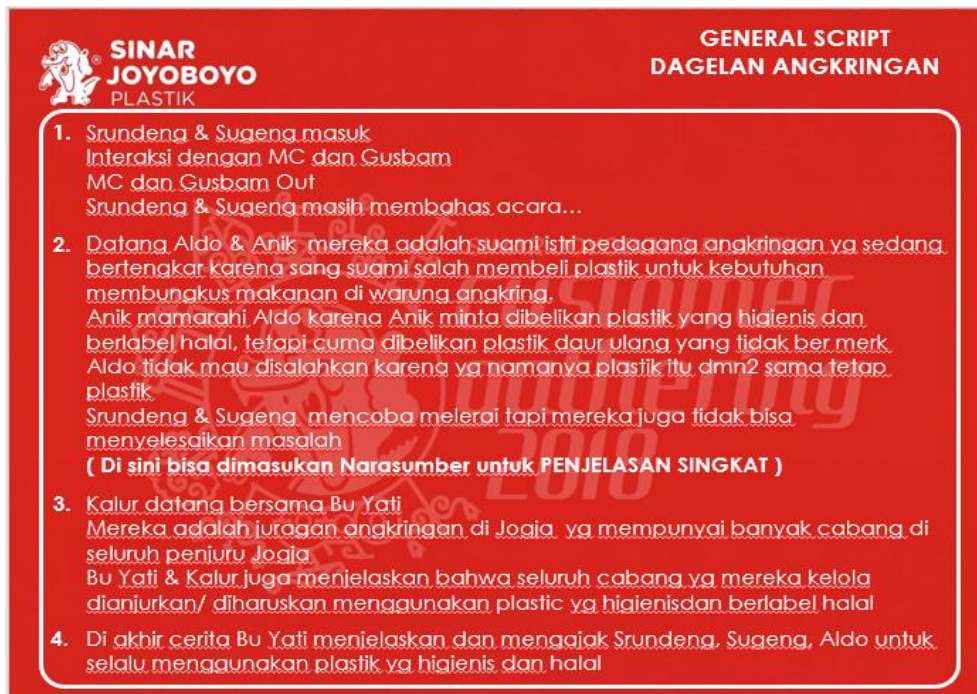 SINAR
JOYOBOYO
PLASTIK
GENERAL SCRIPT
DAGELAN ANGKRINGAN
1. Srundeng & Sugeng masuk
Interaksi dengan MC dan Gusbam
MC dan Gusbam Out
Srundeng & Sugeng masih membahas acara...
2. Datang Aldo & Anik mereka adalah suami istri pedagang angkringan yg sedang
bertengkar karena sang suami salah membeli plastik untuk kebutuhan
membungkus makanan di warung angkring.
Anik mamarahi Aldo karena Anik minta dibelikan plastik yang higienis dan
berlabel halal, tetapi cuma dibelikan plastik daur ulang yang tidak ber merk
Aldo tidak mau disalahkan karena yg namanya plastik itu dmn2 sama tetap
plastik
Srundeng & Sugeng mencoba melerai tapi mereka juga tidak bisa
menyelesaikan masalah
( Di sini bisa dimasukan Narasumber untuk PENJELASAN SINGKAT )
3. Kalur datang bersama Bu Yati
Mereka adalah juragan angkringan di Jogja yg mempunyai banyak cabang di
seluruh penjuru Jogja
Bu Yati & Kalur juga menjelaskan bahwa seluruh cabang yg mereka kelola
dianjurkan/ diharuskan menggunakan plastic yg higienisdan berlabel halal
4. Di akhir cerita Bu Yati menjelaskan dan mengajak Srundeng, Sugeng, Aldo untuk
selalu menggunakan plastik yg higienis dan halal
customer
gathering
2018